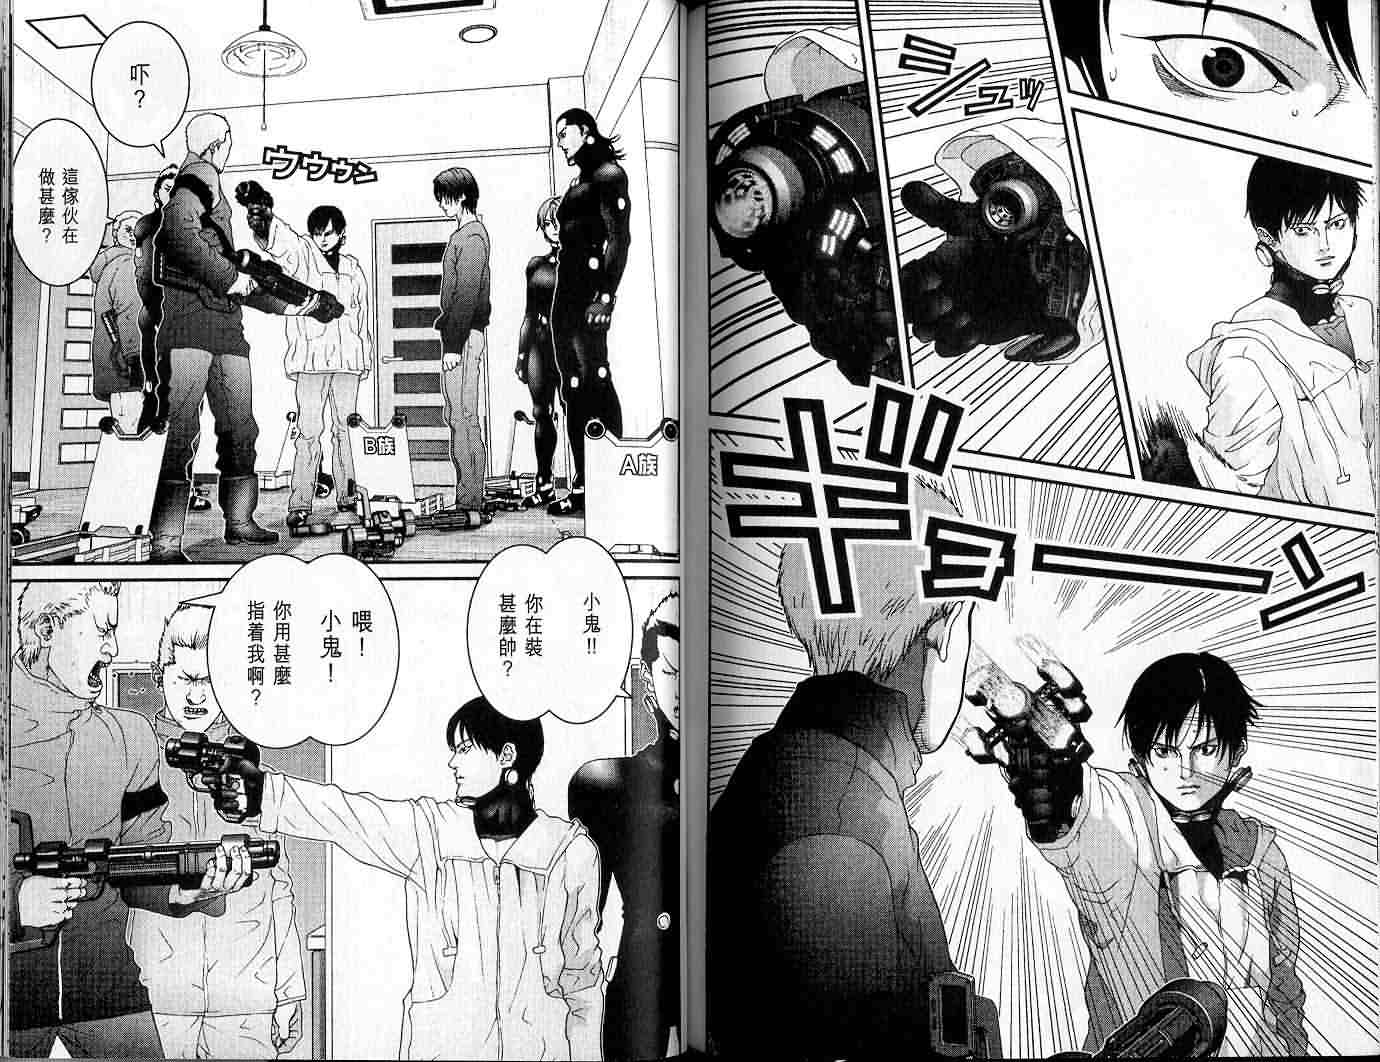 シュッ
ギョーン
吓？
這傢伙在
做甚麼？
ウウウン
B族
A族
小鬼!!
你在裝
甚麼帥？
喂！
小鬼！
你用甚麼
指着我啊？